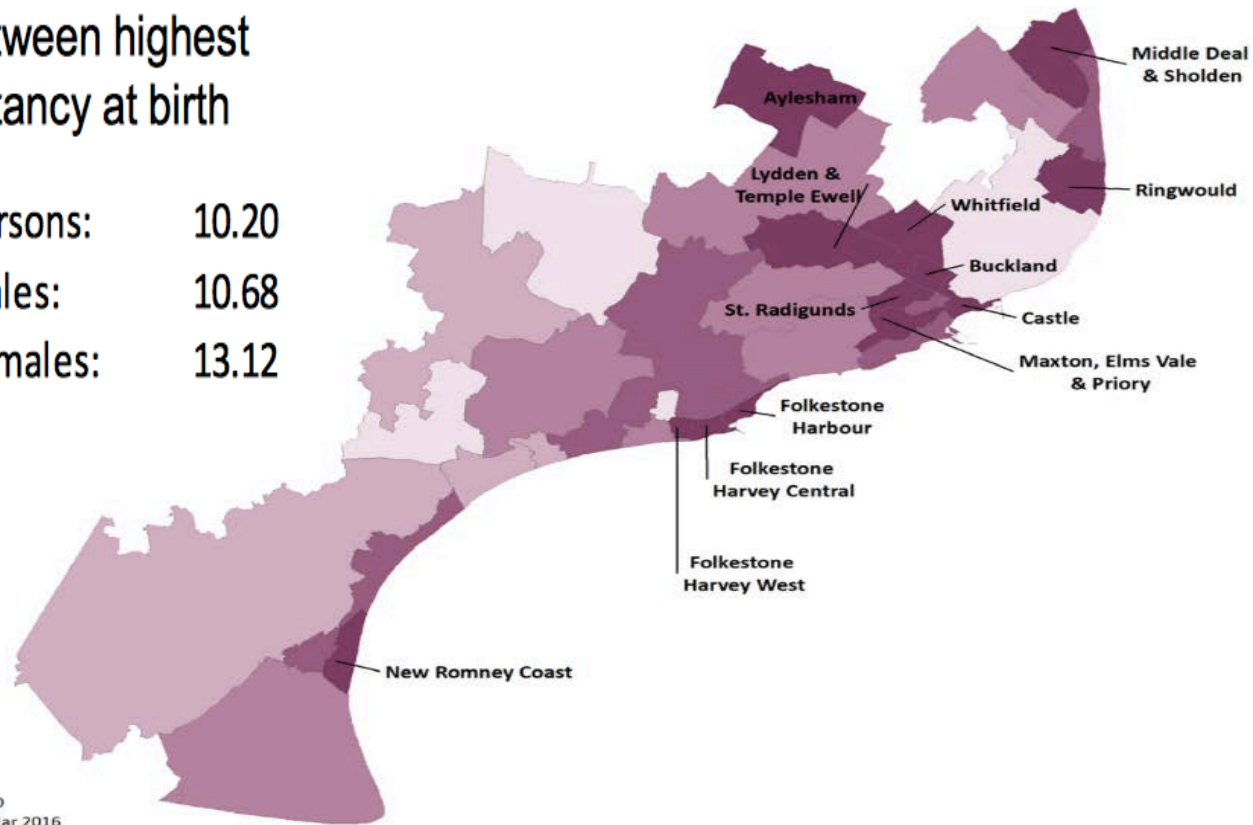 tween highest
tancy at birth
rsons: 10.20
ales: 10.68
males: 13.12
Middle Deal
& Sholden
Aylesham
Lydden &
Temple Ewell
Ringwould
Whitfield
Buckland
St. Radigunds
Castle
Maxton, Elms Vale
& Priory
Folkestone
Harbour
Folkestone
Harvey Central
Folkestone
Harvey West
New Romney Coast
ar 2016